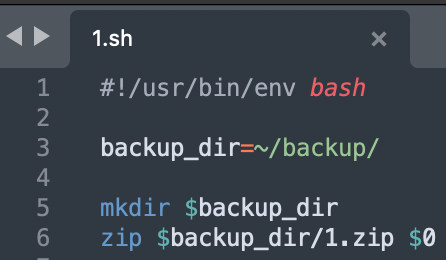 1.sh
1 #!/usr/bin/env bash
2
3 backup_dir=~/backup/
4
5 mkdir $backup_dir
6 zip $backup_dir/1.zip $0